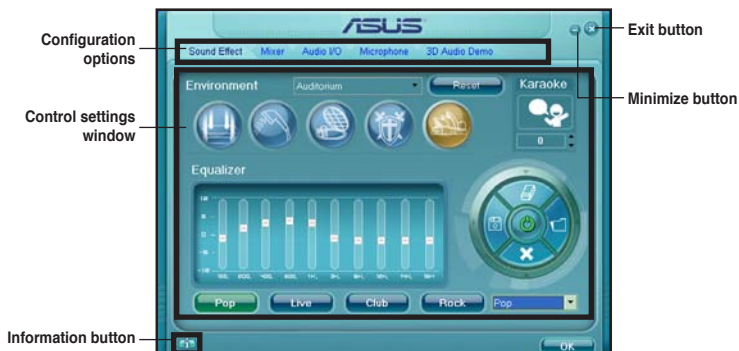 ASUS
Configuration options
Exit button
Sound Effect Mixer Audio I/O Microphone 3D Audio Demo
Minimize button
Environment Auditorium Reset Karaoke
Control settings window
0
Equalizer
Pop Live Club Rock Pop
Information button
OK